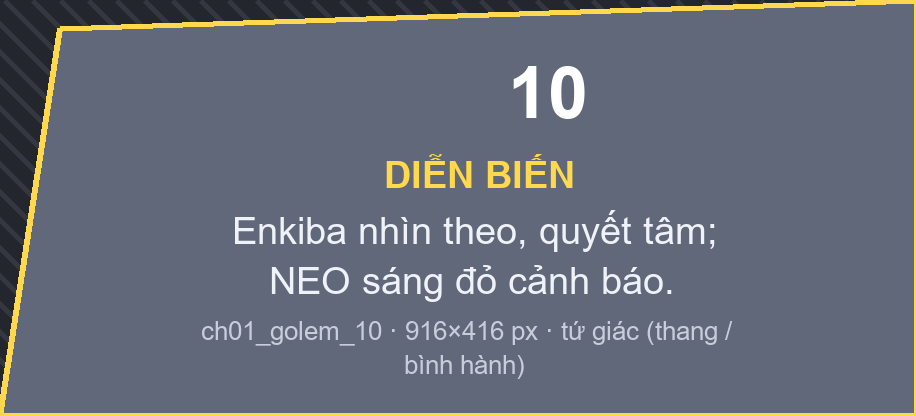 10
DIỄN BIẾN
Enkiba nhìn theo, quyết tâm;
NEO sáng đỏ cảnh báo.
ch01_golem_10 · 916×416 px · tứ giác (thang /
bình hành)